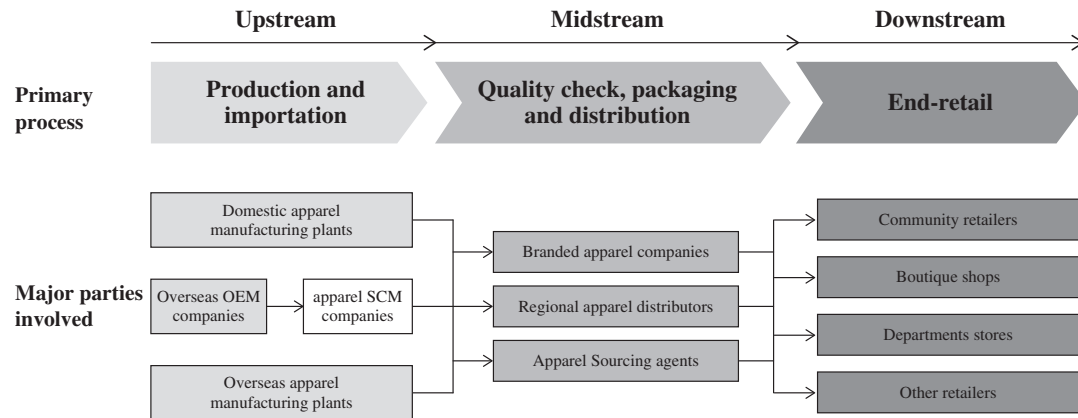 Upstream
Midstream
Downstream
Primary
process
Production and
importation
Quality check, packaging
and distribution
End-retail
Major parties
involved
Domestic apparel
manufacturing plants
Overseas OEM
companies
apparel SCM
companies
Overseas apparel
manufacturing plants
Branded apparel companies
Regional apparel distributors
Apparel Sourcing agents
Community retailers
Boutique shops
Departments stores
Other retailers